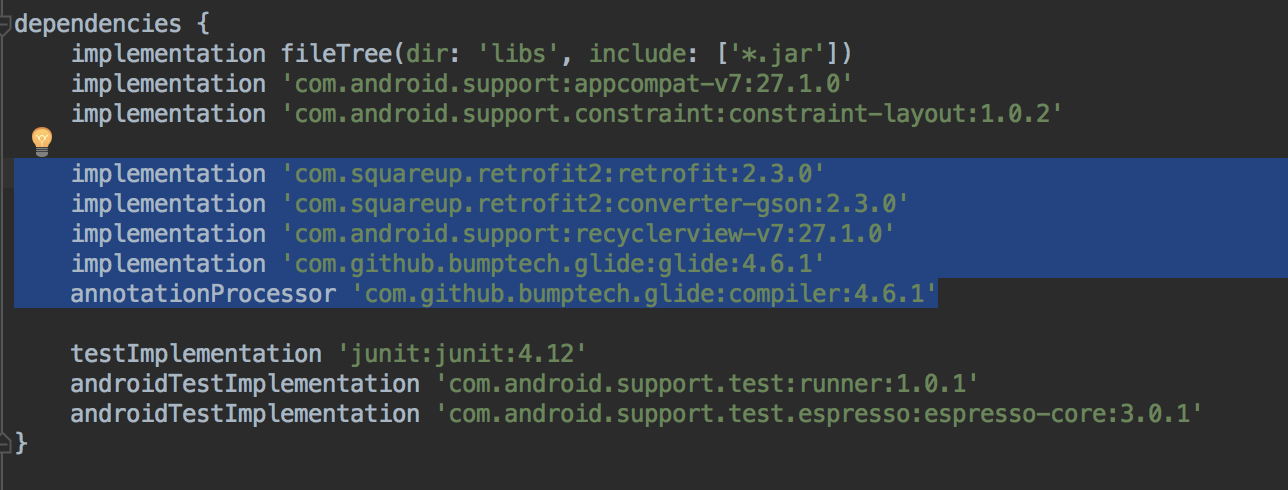 dependencies {
implementation fileTree(dir: 'libs', include: ['*.jar'])
implementation 'com.android.support:appcompat-v7:27.1.0'
implementation 'com.android.support.constraint:constraint-layout:1.0.2'
implementation 'com.squareup.retrofit2:retrofit:2.3.0'
implementation 'com.squareup.retrofit2:converter-gson:2.3.0'
implementation 'com.android.support:recyclerview-v7:27.1.0'
implementation 'com.github.bumptech.glide:glide:4.6.1'
annotationProcessor 'com.github.bumptech.glide:compiler:4.6.1'
testImplementation 'junit:junit:4.12'
androidTestImplementation 'com.android.support.test:runner:1.0.1'
androidTestImplementation 'com.android.support.test.espresso:espresso-core:3.0.1'
}